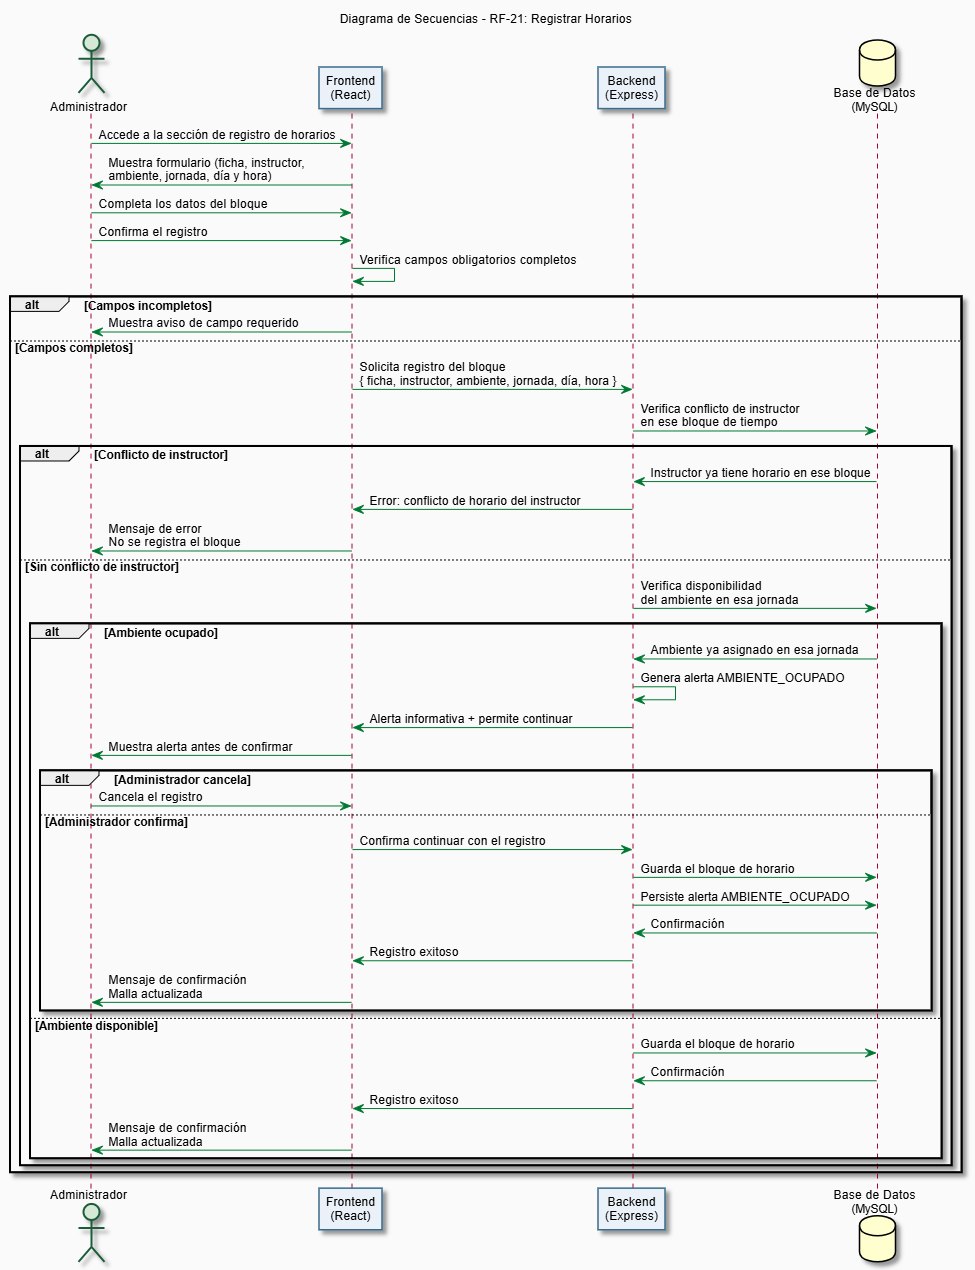 Diagrama de Secuencias - RF-21: Registrar Horarios
Administrador
Frontend
(React)
Backend
(Express)
Base de Datos
(MySQL)
Accede a la sección de registro de horarios
Muestra formulario (ficha, instructor,
ambiente, jornada, día y hora)
Completa los datos del bloque
Confirma el registro
Verifica campos obligatorios completos
alt
[Campos incompletos]
Muestra aviso de campo requerido
[Campos completos]
Solicita registro del bloque
{ ficha, instructor, ambiente, jornada, día, hora }
Verifica conflicto de instructor
en ese bloque de tiempo
alt
[Conflicto de instructor]
Instructor ya tiene horario en ese bloque
Error: conflicto de horario del instructor
Mensaje de error
No se registra el bloque
[Sin conflicto de instructor]
Verifica disponibilidad
del ambiente en esa jornada
alt
[Ambiente ocupado]
Ambiente ya asignado en esa jornada
Genera alerta AMBIENTE_OCUPADO
Alerta informativa + permite continuar
Muestra alerta antes de confirmar
alt
[Administrador cancela]
Cancela el registro
[Administrador confirma]
Confirma continuar con el registro
Guarda el bloque de horario
Persiste alerta AMBIENTE_OCUPADO
Confirmación
Registro exitoso
Mensaje de confirmación
Malla actualizada
[Ambiente disponible]
Guarda el bloque de horario
Confirmación
Registro exitoso
Mensaje de confirmación
Malla actualizada
Administrador
Frontend
(React)
Backend
(Express)
Base de Datos
(MySQL)